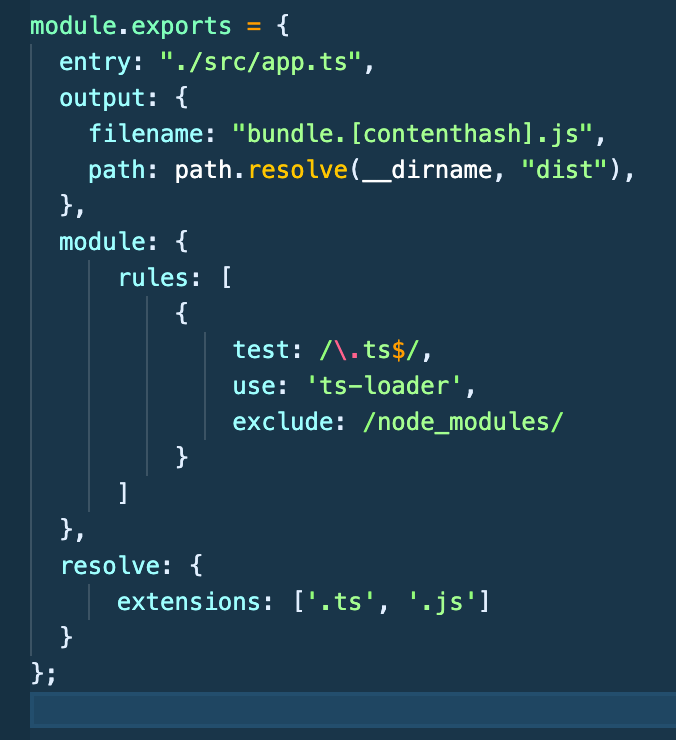 module.exports = {
  entry: "./src/app.ts",
  output: {
    filename: "bundle.[contenthash].js",
    path: path.resolve(__dirname, "dist"),
  },
  module: {
      rules: [
          {
              test: /\.ts$/,
              use: 'ts-loader',
              exclude: /node_modules/
          }
      ]
  },
  resolve: {
      extensions: ['.ts', '.js']
  }
};